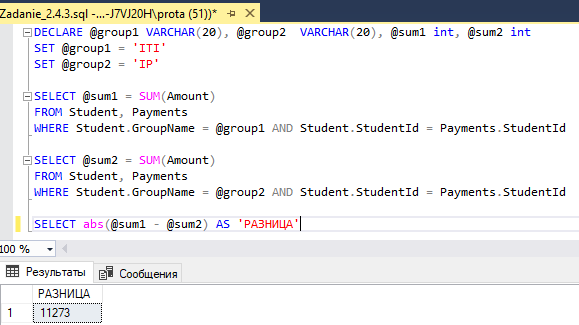 Zadanie_2.4.3.sql -...-J7VJ20H\prota (51))*
DECLARE @group1 VARCHAR(20), @group2  VARCHAR(20), @sum1 int, @sum2 int
SET @group1 = 'ITI'
SET @group2 = 'IP'
SELECT @sum1 = SUM(Amount)
FROM Student, Payments
WHERE Student.GroupName = @group1 AND Student.StudentId = Payments.StudentId
SELECT @sum2 = SUM(Amount)
FROM Student, Payments
WHERE Student.GroupName = @group2 AND Student.StudentId = Payments.StudentId
SELECT abs(@sum1 - @sum2) AS 'РАЗНИЦА'
100 %
Результаты Сообщения
РАЗНИЦА
1 11273